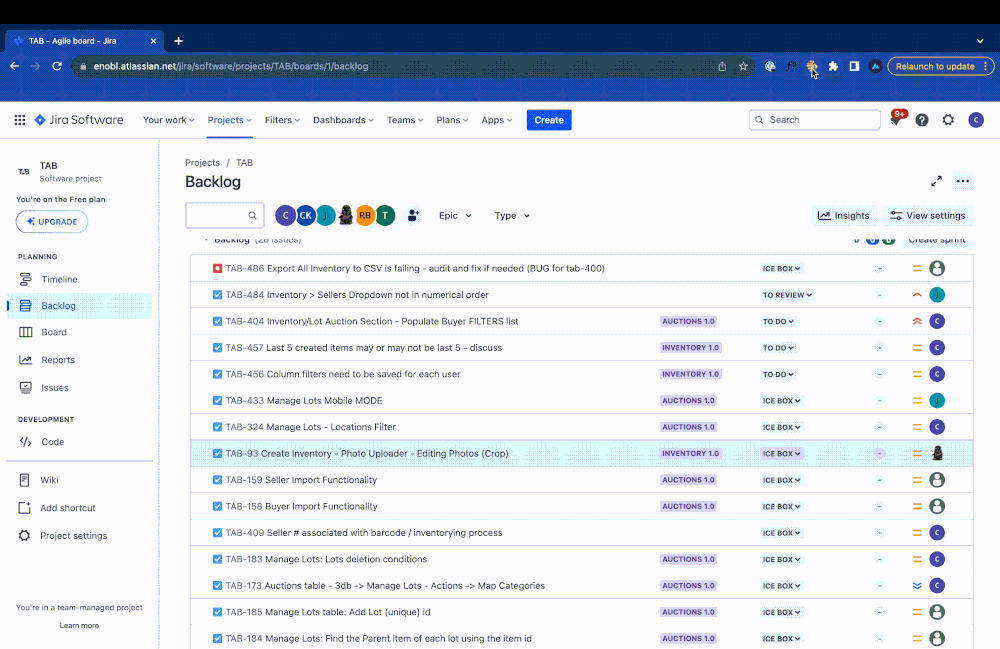 TAB - Agile board - Jira
enobl.atlassian.net/jira/software/projects/TAB/boards/1/backlog
f?
Relaunch to update
Jira Software
Your work
Projects
Filters
Dashboards
Teams
Plans
Apps
Create
Search
9+
C
TAB
Software project
You're on the Free plan
UPGRADE
PLANNING
Timeline
Backlog
Board
Reports
Issues
DEVELOPMENT
Code
Wiki
Add shortcut
Project settings
You're in a team-managed project
Learn more
Projects / TAB
Backlog
C CK J RB T
Epic
Type
Insights
View settings
Backlog (28 issues) 0 0 0 Create sprint
TAB-486 Export All Inventory to CSV is failing - audit and fix if needed (BUG for tab-400) ICE BOX -
TAB-484 Inventory > Sellers Dropdown not in numerical order TO REVIEW - J
TAB-404 Inventory/Lot Auction Section - Populate Buyer FILTERS list AUCTIONS 1.0 TO DO - C
TAB-457 Last 5 created items may or may not be last 5 - discuss INVENTORY 1.0 TO DO - C
TAB-456 Column filters need to be saved for each user INVENTORY 1.0 TO DO - C
TAB-433 Manage Lots Mobile MODE AUCTIONS 1.0 ICE BOX - J
TAB-324 Manage Lots - Locations Filter AUCTIONS 1.0 ICE BOX - C
TAB-93 Create Inventory - Photo Uploader - Editing Photos (Crop) INVENTORY 1.0 ICE BOX -
TAB-159 Seller Import Functionality AUCTIONS 1.0 ICE BOX -
TAB-158 Buyer Import Functionality AUCTIONS 1.0 ICE BOX -
TAB-409 Seller # associated with barcode / inventorying process ICE BOX - C
TAB-183 Manage Lots: Lots deletion conditions AUCTIONS 1.0 ICE BOX - C
TAB-173 Auctions table - 3db -> Manage Lots - Actions -> Map Categories AUCTIONS 1.0 ICE BOX - C
TAB-185 Manage Lots table: Add Lot (unique) id AUCTIONS 1.0 ICE BOX -
TAB-184 Manage Lots: Find the Parent item of each lot using the item id AUCTIONS 1.0 ICE BOX -